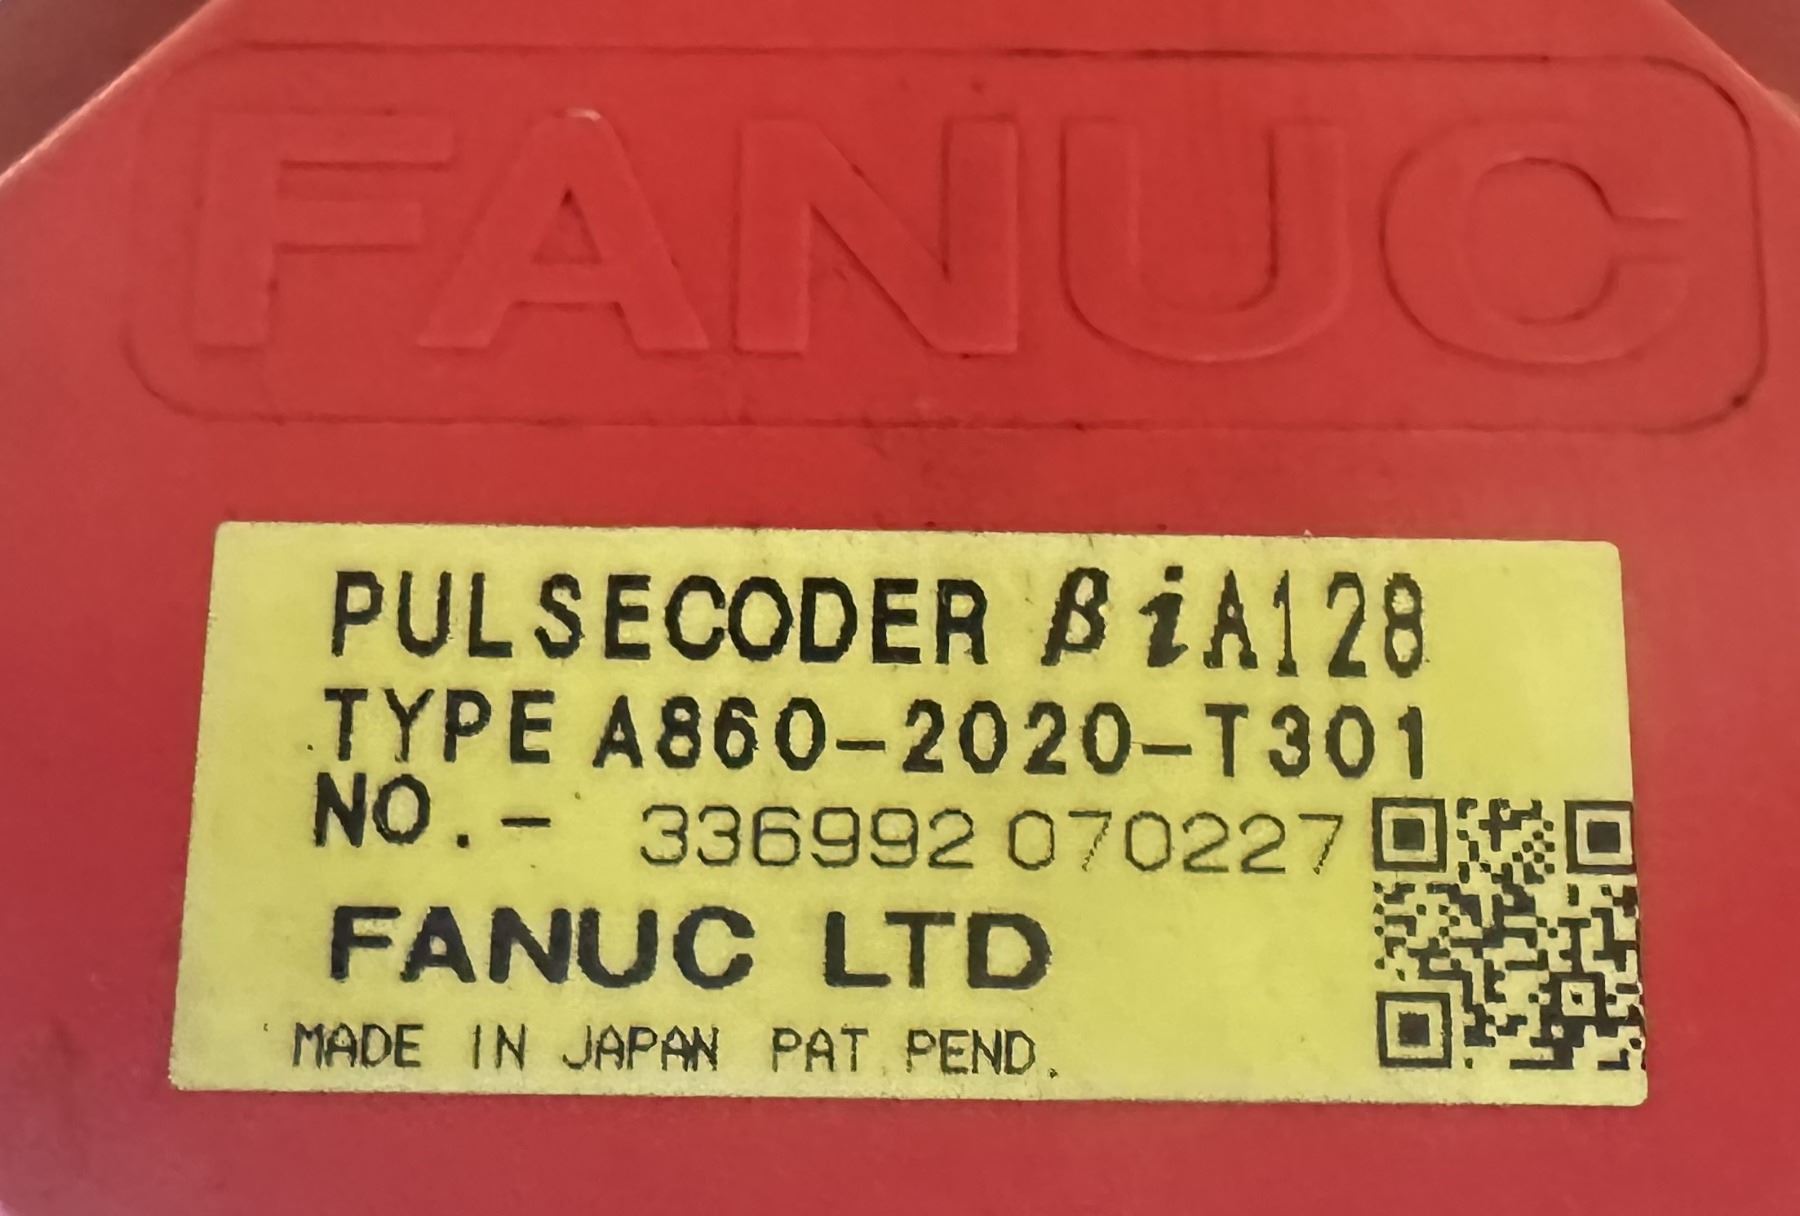 FANUC
PULSECODER βiA128
TYPE A860-2020-T301
NO.- 336992 070227
FANUC LTD
MADE IN JAPAN PAT PEND.